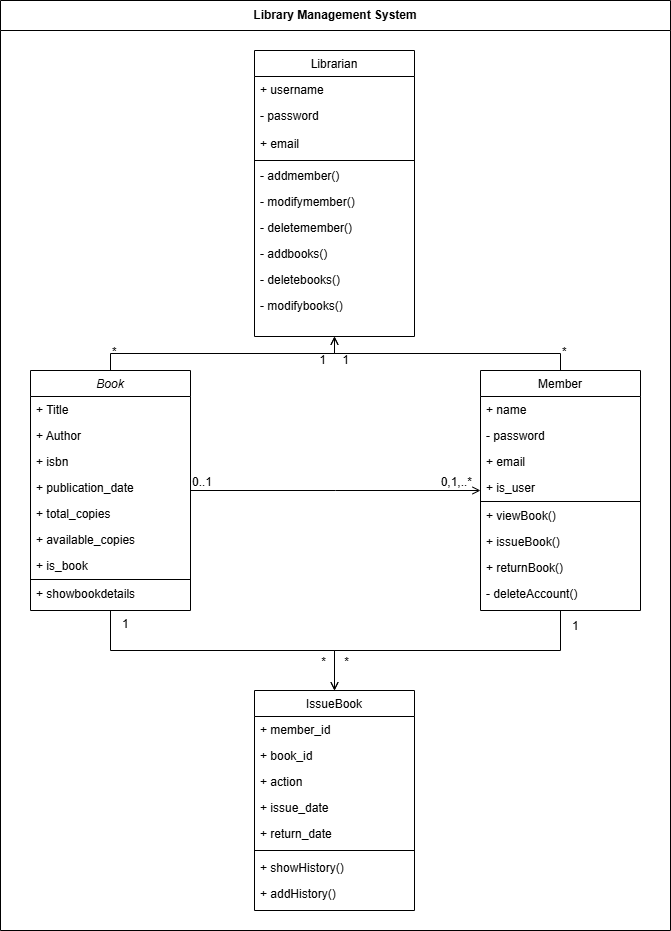 Library Management System
Librarian
+ username
- password
+ email
- addmember()
- modifymember()
- deletemember()
- addbooks()
- deletebooks()
- modifybooks()
* 1 1 *
Book
+ Title
+ Author
+ isbn
+ publication_date
+ total_copies
+ available_copies
+ is_book
+ showbookdetails
0..1 0,1,..*
Member
+ name
- password
+ email
+ is_user
+ viewBook()
+ issueBook()
+ returnBook()
- deleteAccount()
1 1
* *
IssueBook
+ member_id
+ book_id
+ action
+ issue_date
+ return_date
+ showHistory()
+ addHistory()